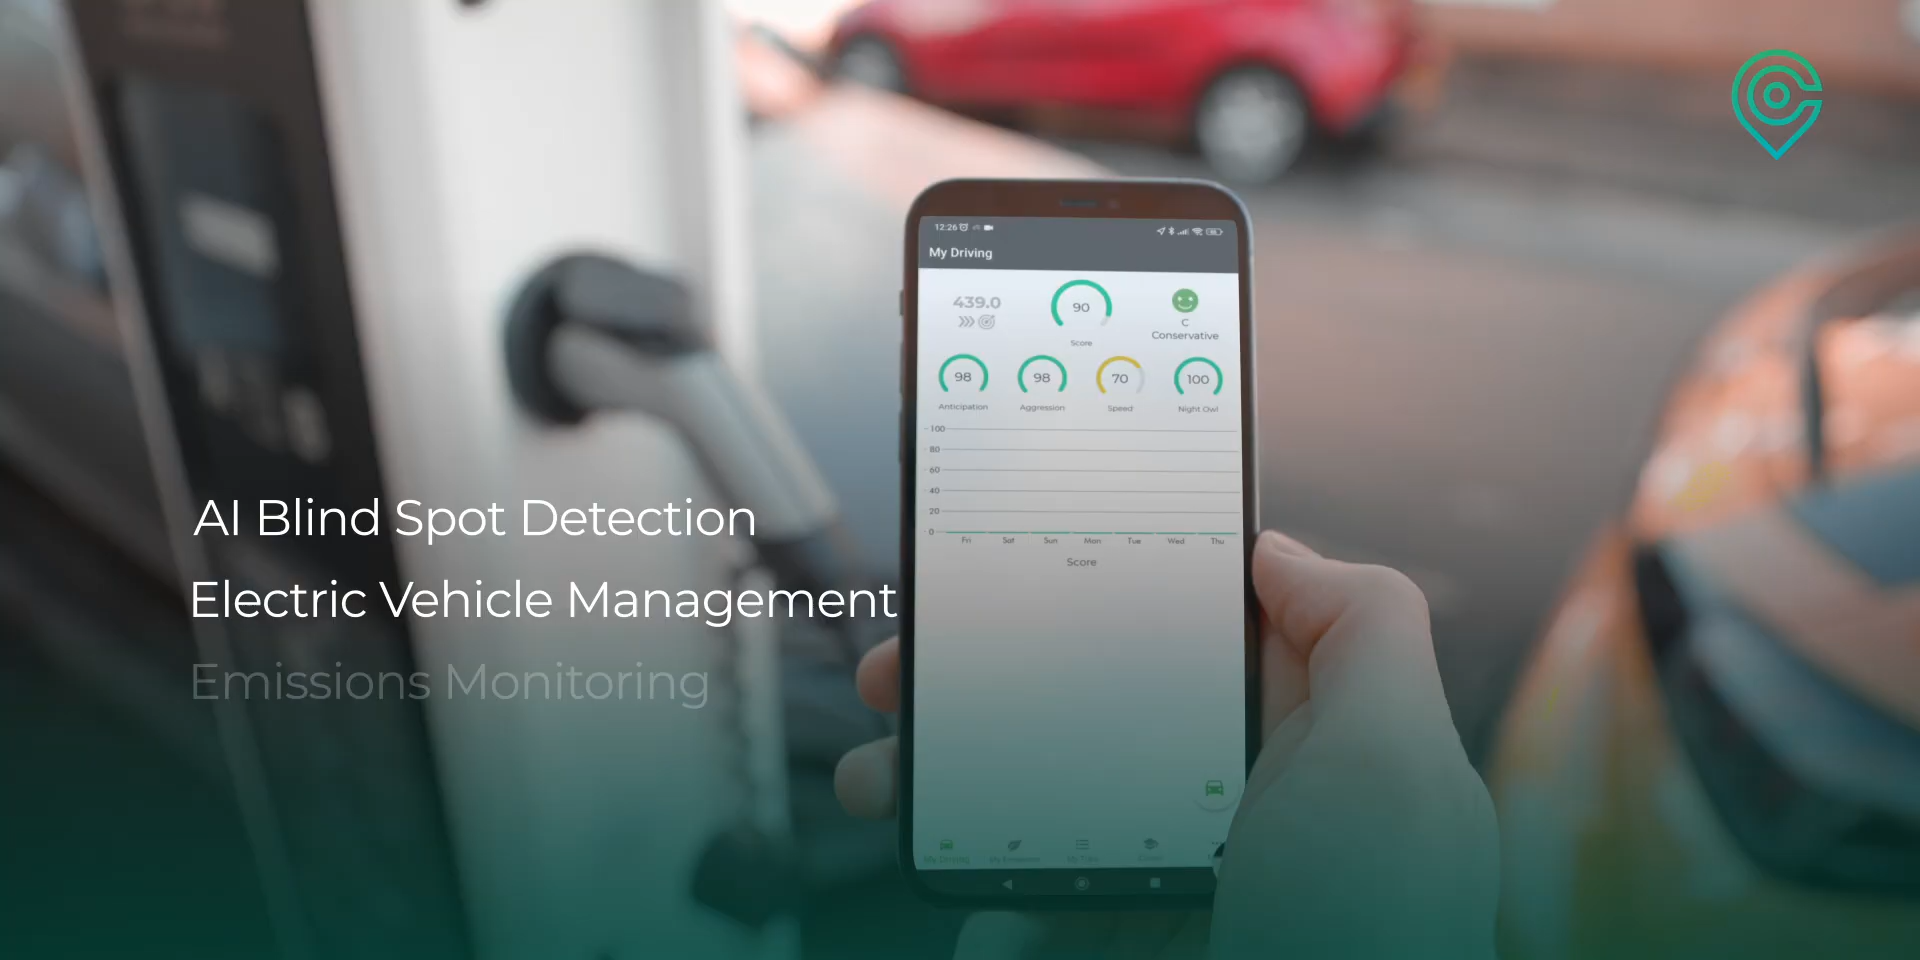 12:26
My Driving
439.0
90
Score
C
Conservative
98
98
70
100
Anticipation
Aggression
Speed
Night Owl
100
80
60
40
20
0
Fri Sat Sun Mon Tue Wed Thu
Score
AI Blind Spot Detection
Electric Vehicle Management
Emissions Monitoring
My Driving